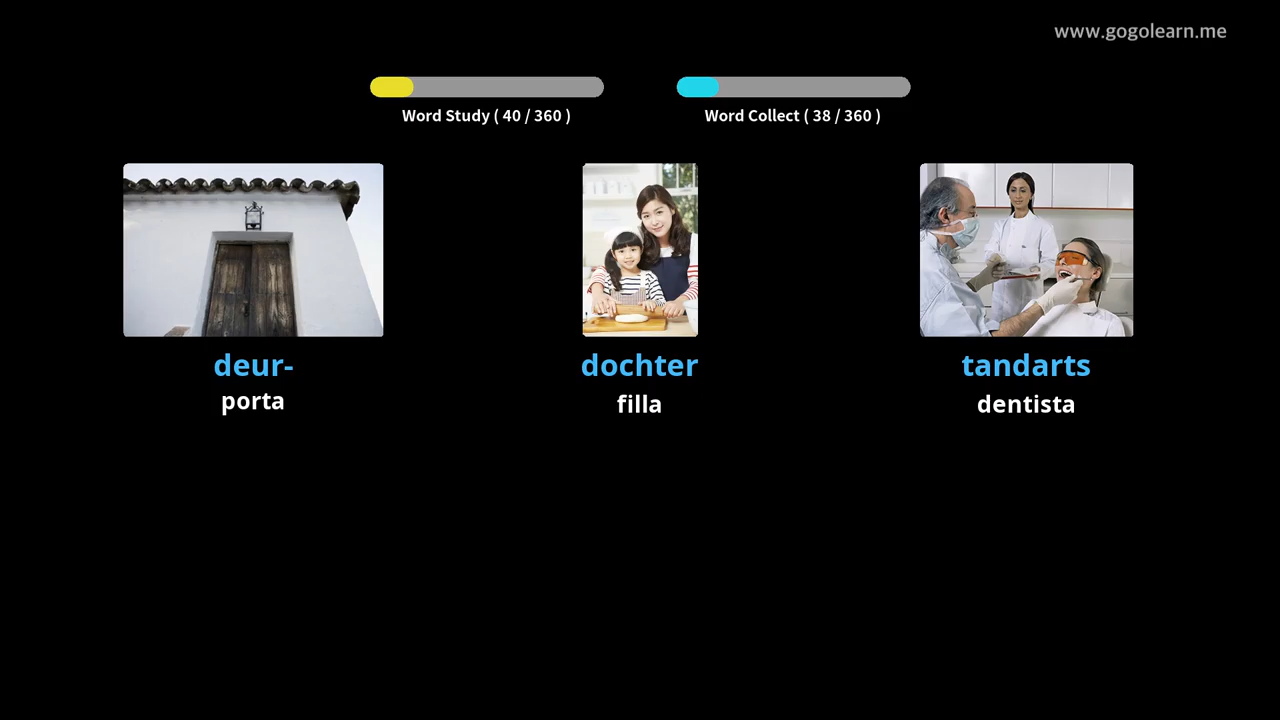 www.gogolearn.me
Word Study ( 40 / 360 )
Word Collect ( 38 / 360 )
deur-
porta
dochter
filla
tandarts
dentista